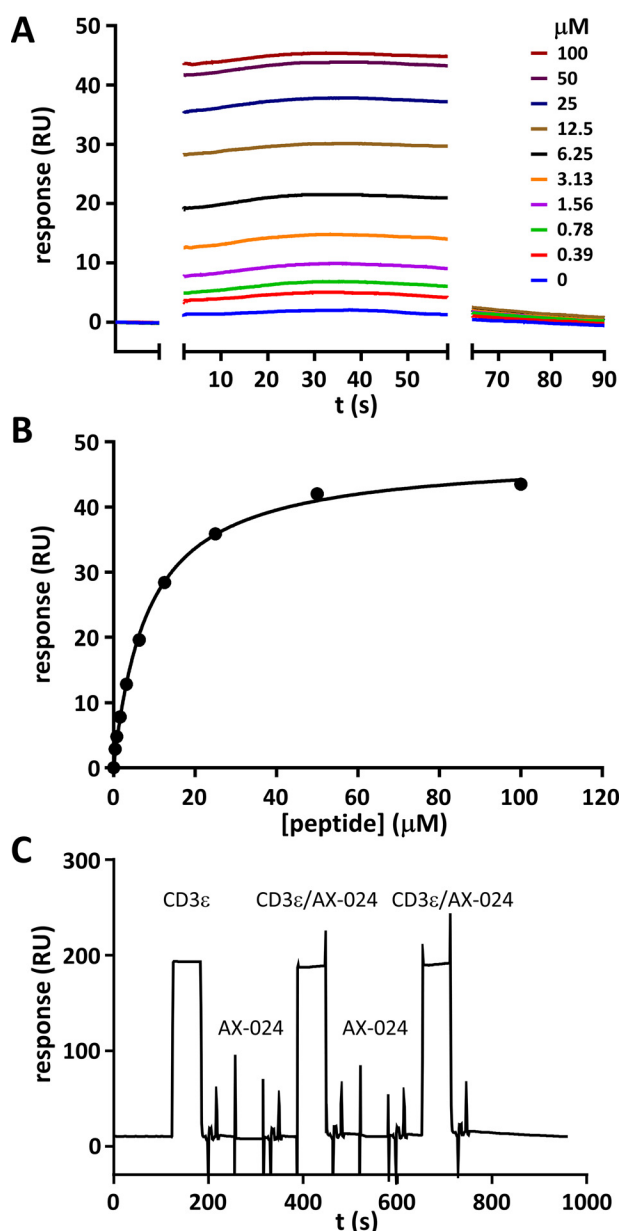 A
μM
100
50
25
12.5
6.25
3.13
1.56
0.78
0.39
0
50
40
30
20
10
0
response (RU)
10 20 30 40 50 70 80 90
t (s)
B
50
40
30
20
10
0
response (RU)
0 20 40 60 80 100 120
[peptide] (μM)
C
300
200
100
0
response (RU)
CD3ε CD3ε/AX-024 CD3ε/AX-024
AX-024 AX-024
0 200 400 600 800 1000
t (s)